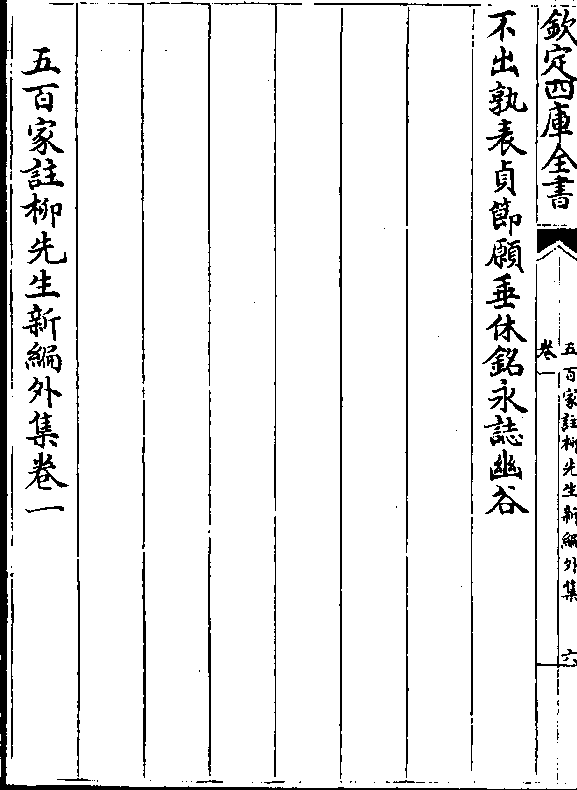 欽定四庫全書
五百家註柳先生新編外集
卷一
六
不出孰表貞節願垂休銘永誌幽谷
五百家註柳先生新編外集卷一